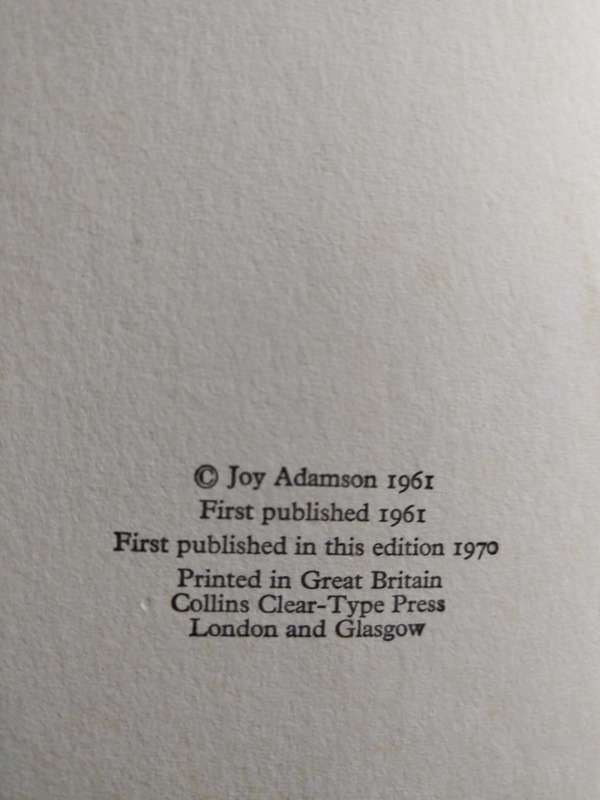 © Joy Adamson 1961
First published 1961
First published in this edition 1970
Printed in Great Britain
Collins Clear-Type Press
London and Glasgow